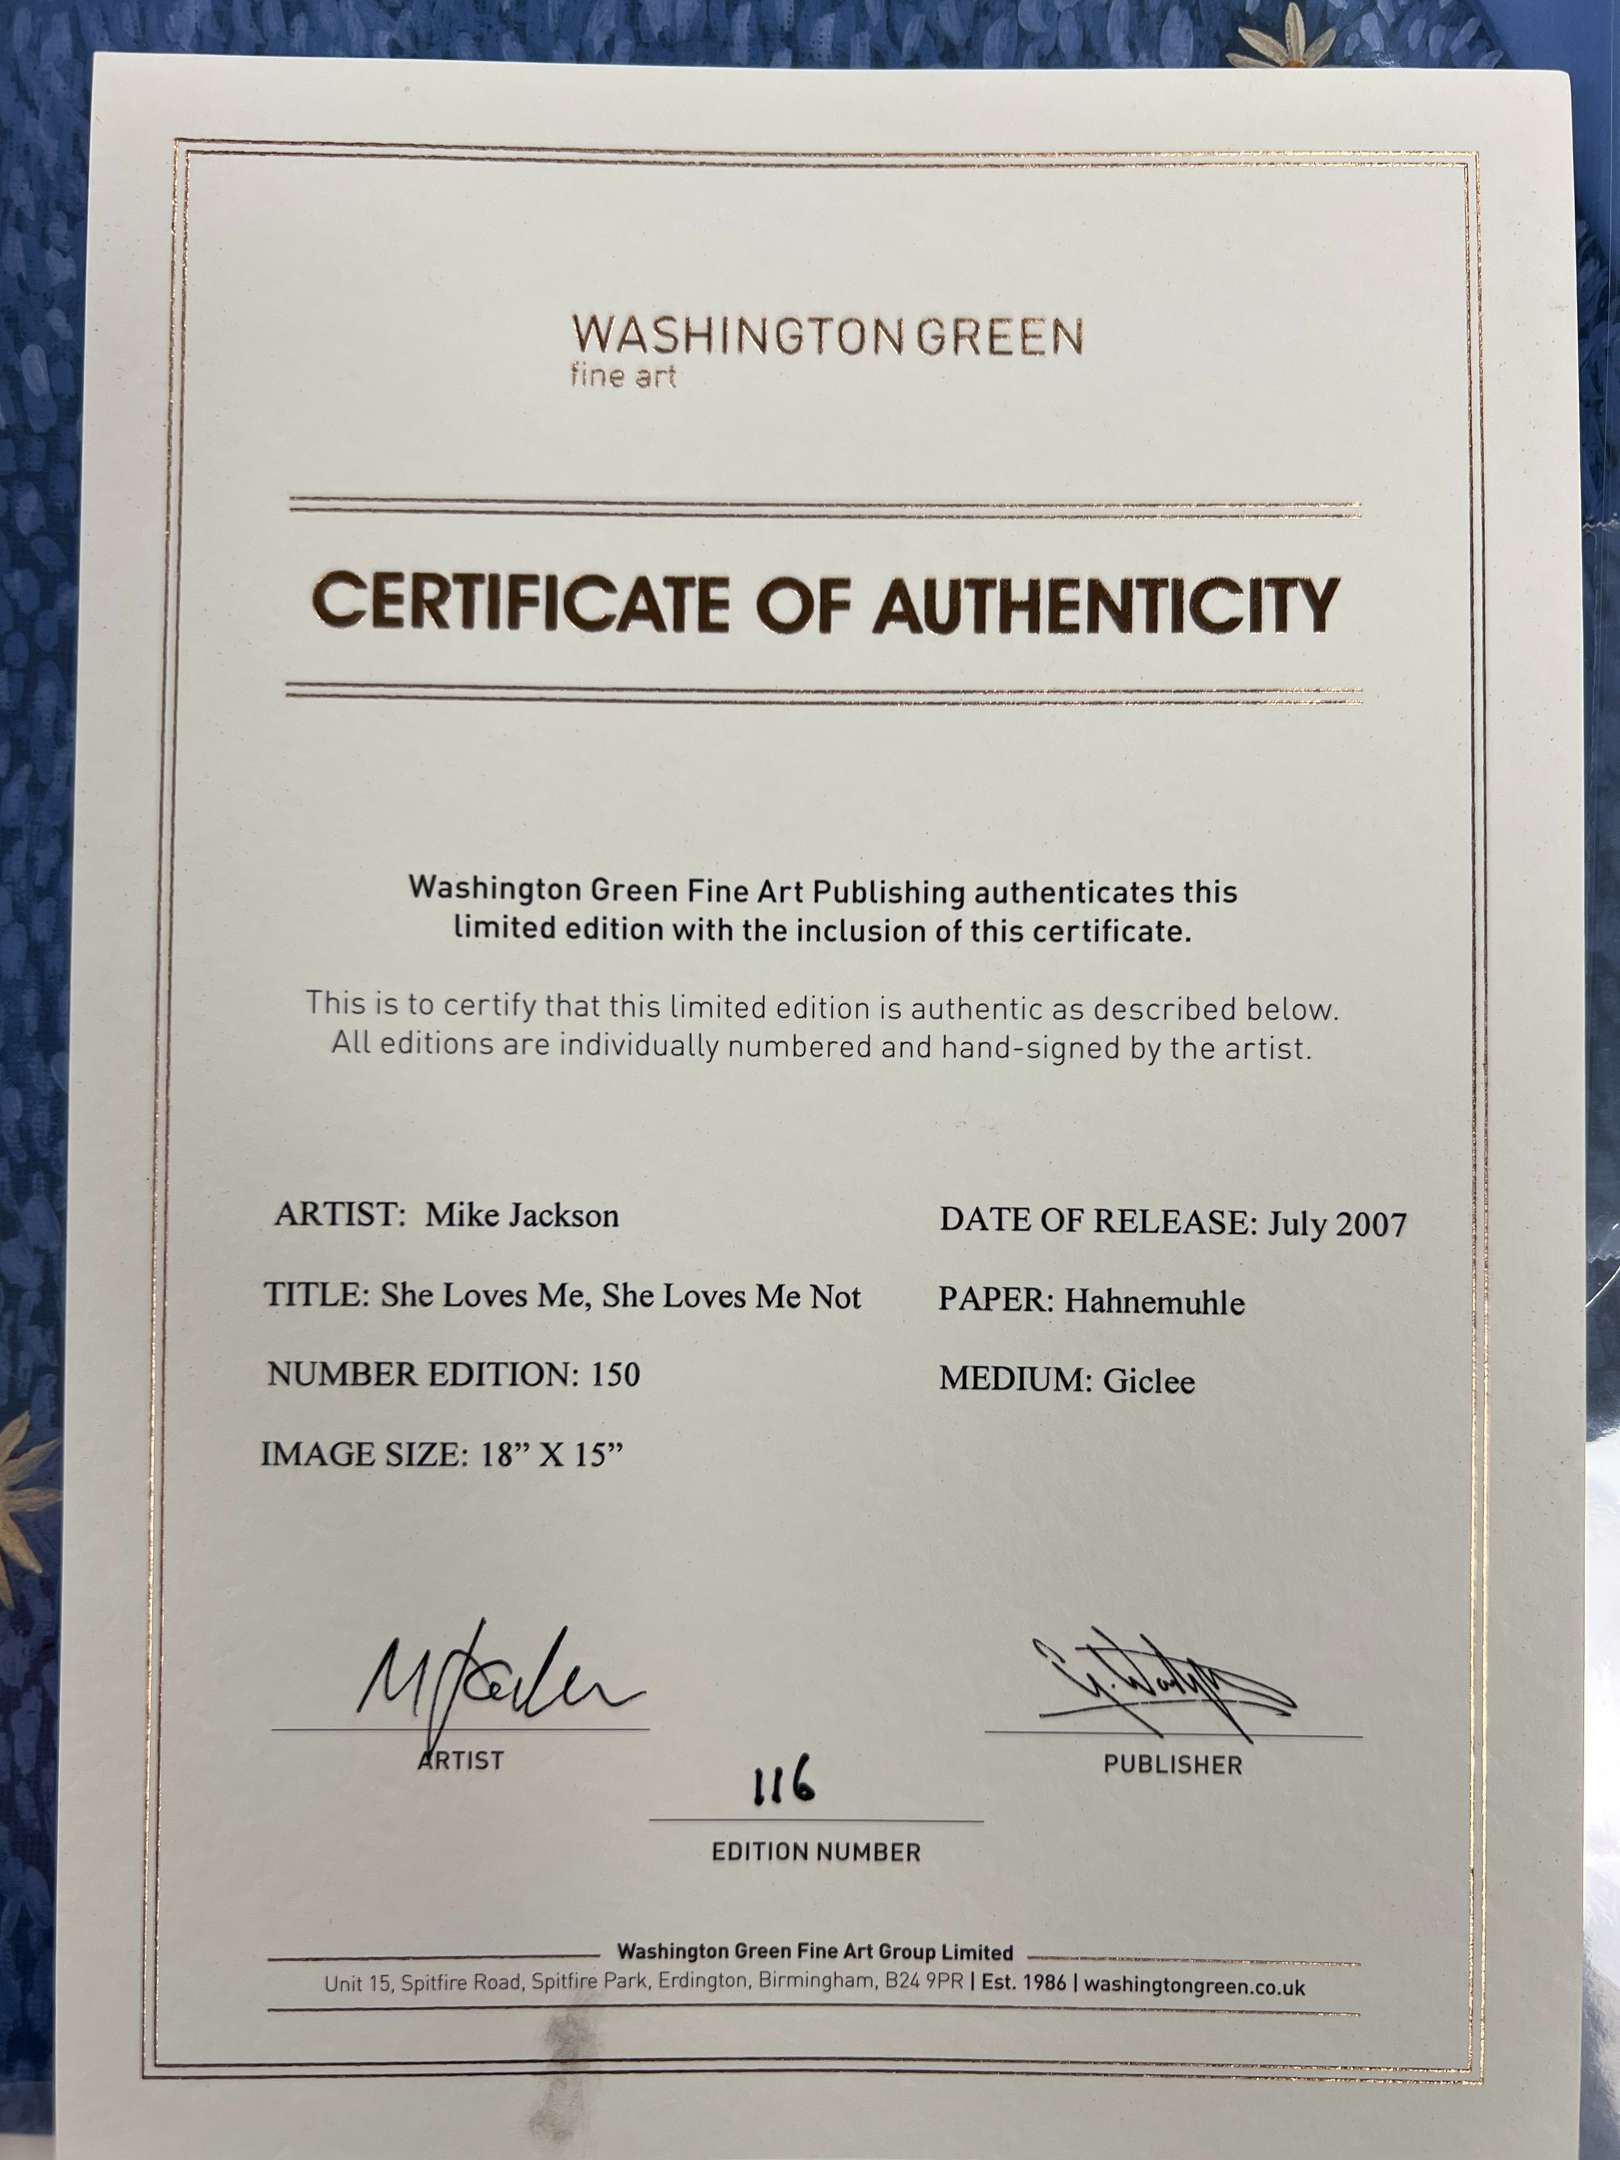 WASHINGTON GREEN
fine art
CERTIFICATE OF AUTHENTICITY
Washington Green Fine Art Publishing authenticates this
limited edition with the inclusion of this certificate.
This is to certify that this limited edition is authentic as described below.
All editions are individually numbered and hand-signed by the artist.
ARTIST: Mike Jackson
DATE OF RELEASE: July 2007
TITLE: She Loves Me, She Loves Me Not
PAPER: Hahnemuhle
NUMBER EDITION: 150
MEDIUM: Giclee
IMAGE SIZE: 18” X 15”
ARTIST
PUBLISHER
116
EDITION NUMBER
Washington Green Fine Art Group Limited
Unit 15, Spitfire Road, Spitfire Park, Erdington, Birmingham, B24 9PR | Est. 1986 | washingtongreen.co.uk